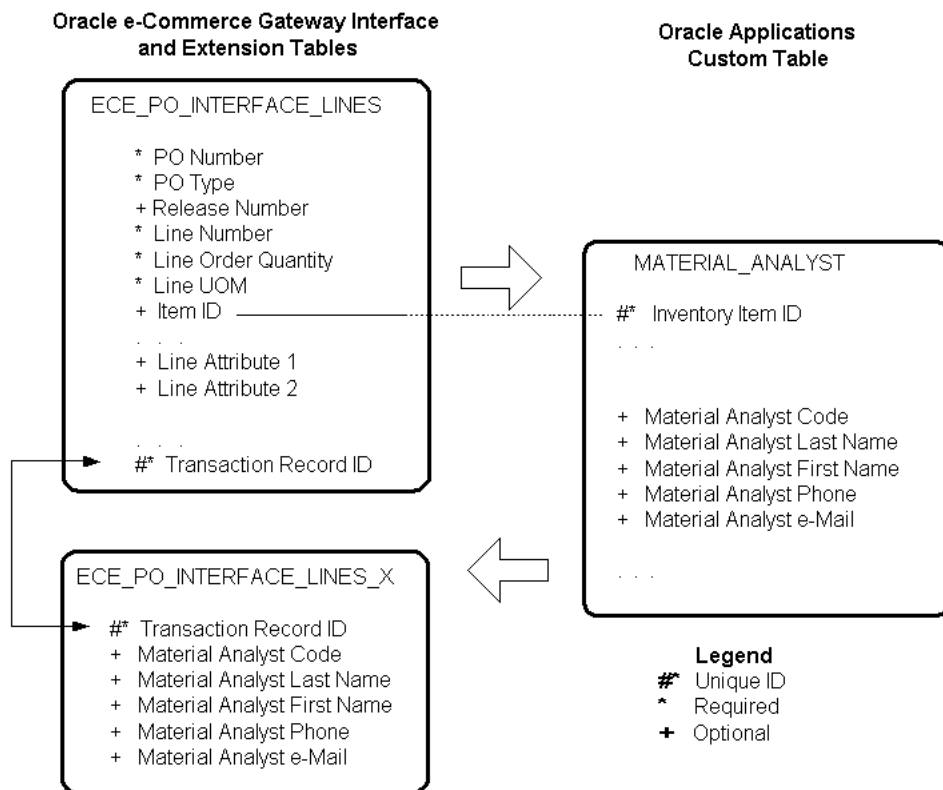 Oracle e-Commerce Gateway Interface
and Extension Tables
ECE_PO_INTERFACE_LINES
* PO Number
* PO Type
+ Release Number
* Line Number
* Line Order Quantity
* Line UOM
+ Item ID
. . .
+ Line Attribute 1
+ Line Attribute 2
. . .
#* Transaction Record ID
ECE_PO_INTERFACE_LINES_X
#* Transaction Record ID
+ Material Analyst Code
+ Material Analyst Last Name
+ Material Analyst First Name
+ Material Analyst Phone
+ Material Analyst e-Mail
Oracle Applications
Custom Table
MATERIAL_ANALYST
#* Inventory Item ID
. . .
+ Material Analyst Code
+ Material Analyst Last Name
+ Material Analyst First Name
+ Material Analyst Phone
+ Material Analyst e-Mail
. . .
Legend
#* Unique ID
* Required
+ Optional